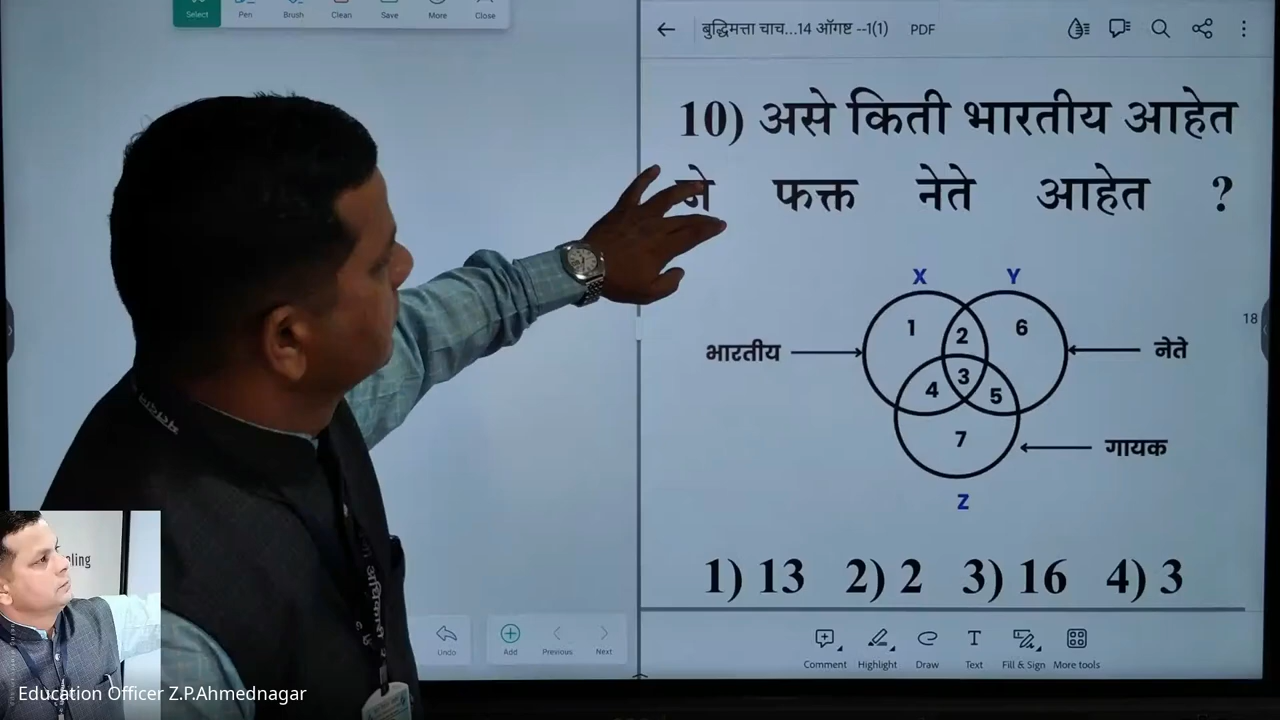 Select Pen Brush Clean Save More Close
बुद्धिमत्ता चाच...14 ऑगष्ट --1(1) PDF
10) असे किती भारतीय आहेत
जे फक्त नेते आहेत ?
X Y
1 2 6
18
भारतीय नेते
4 3 5
7 गायक
Z
1) 13 2) 2 3) 16 4) 3
Undo Add Previous Next
Comment Highlight Draw Text Fill & Sign More tools
Education Officer Z.P.Ahmednagar